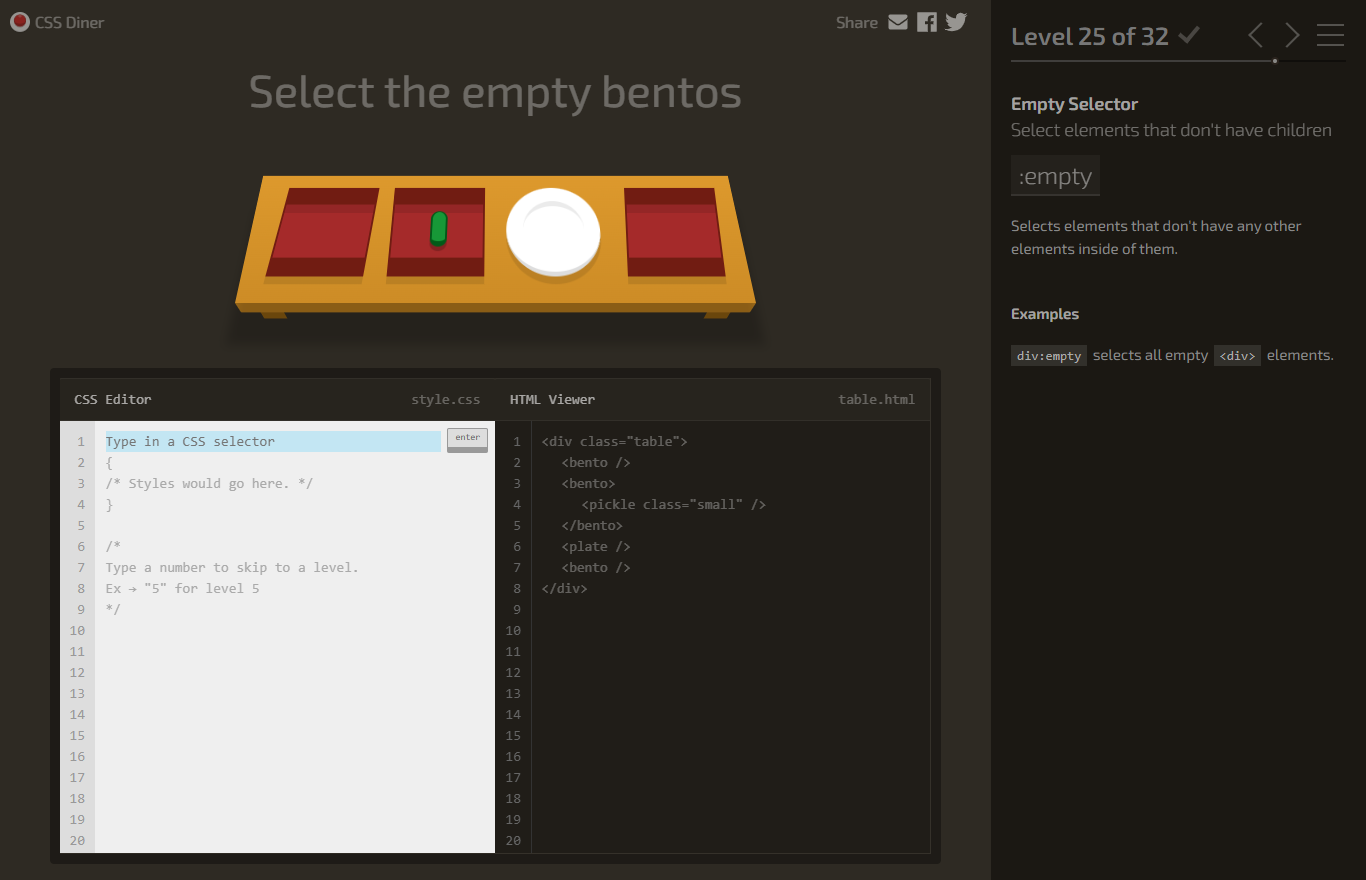 CSS Diner
Share
Select the empty bentos
CSS Editor style.css
1 Type in a CSS selector enter
2 {
3 /* Styles would go here. */
4 }
5
6 /*
7 Type a number to skip to a level.
8 Ex → "5" for level 5
9 */
10
11
12
13
14
15
16
17
18
19
20
HTML Viewer table.html
1 <div class="table">
2 <bento />
3 <bento>
4 <pickle class="small" />
5 </bento>
6 <plate />
7 <bento />
8 </div>
9
10
11
12
13
14
15
16
17
18
19
20
Level 25 of 32
Empty Selector
Select elements that don't have children
:empty
Selects elements that don't have any other
elements inside of them.
Examples
div:empty selects all empty <div> elements.